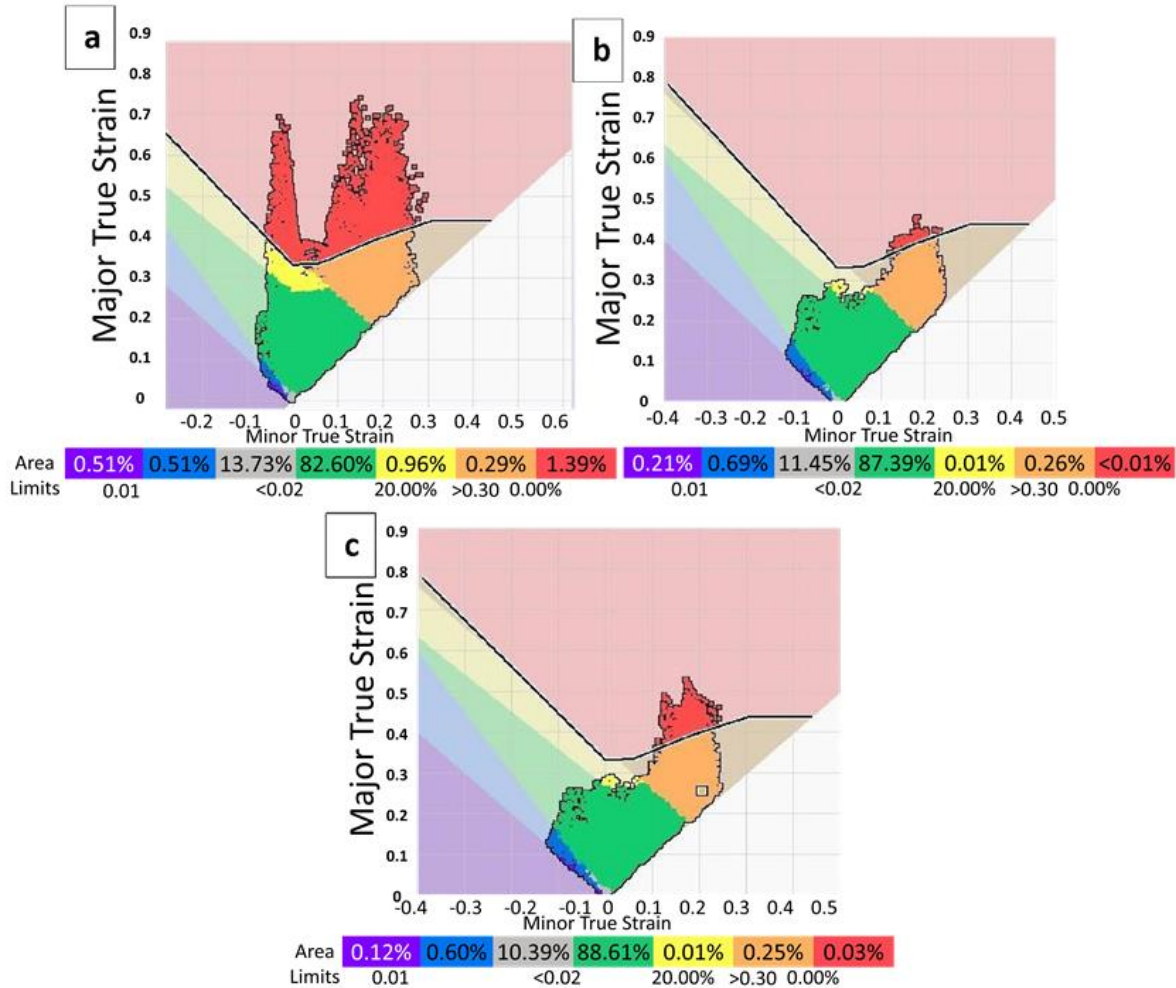 a
0.9
0.8
0.7
0.6
0.5
0.4
0.3
0.2
0.1
0
Major True Strain
-0.2 -0.1 0 0.1 0.2 0.3 0.5 0.6
Minor True Strain
Area 0.51% 0.51% 13.73% 82.60% 0.96% 0.29% 1.39%
Limits 0.01 <0.02 20.00% >0.30 0.00%
b
0.9
0.8
0.7
0.6
0.5
0.4
0.3
0.2
0.1
0
Major True Strain
-0.4 -0.3 -0.2 -0.1 0 0.1 0.2 0.3 0.4 0.5
Minor True Strain
0.21% 0.69% 11.45% 87.39% 0.01% 0.26% <0.01%
0.01 <0.02 20.00% >0.30 0.00%
c
0.9
0.8
0.7
0.6
0.5
0.4
0.3
0.2
0.1
0
Major True Strain
-0.4 -0.3 -0.2 -0.1 0 0.1 0.2 0.3 0.4 0.5
Minor True Strain
Area 0.12% 0.60% 10.39% 88.61% 0.01% 0.25% 0.03%
Limits 0.01 <0.02 20.00% >0.30 0.00%